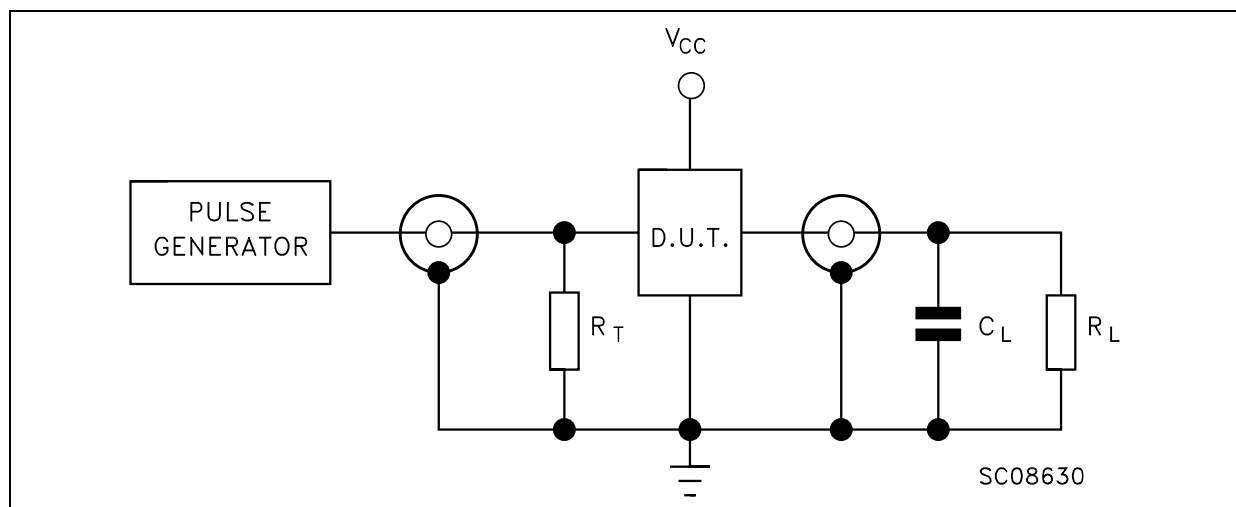 VCC
PULSE
GENERATOR
D.U.T.
RT
CL
RL
SC08630